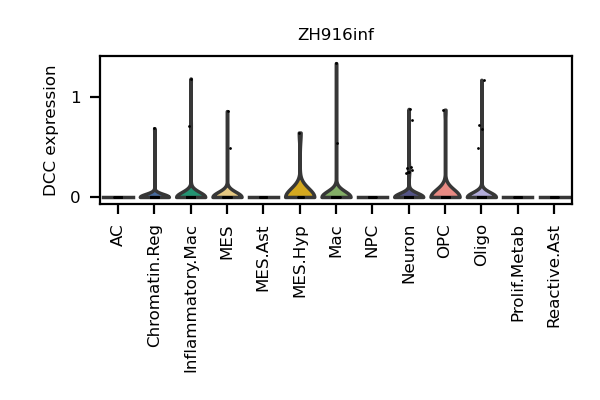 ZH916inf
DCC expression
1
0
AC
Chromatin.Reg
Inflammatory.Mac
MES
MES.Ast
MES.Hyp
Mac
NPC
Neuron
OPC
Oligo
Prolif.Metab
Reactive.Ast